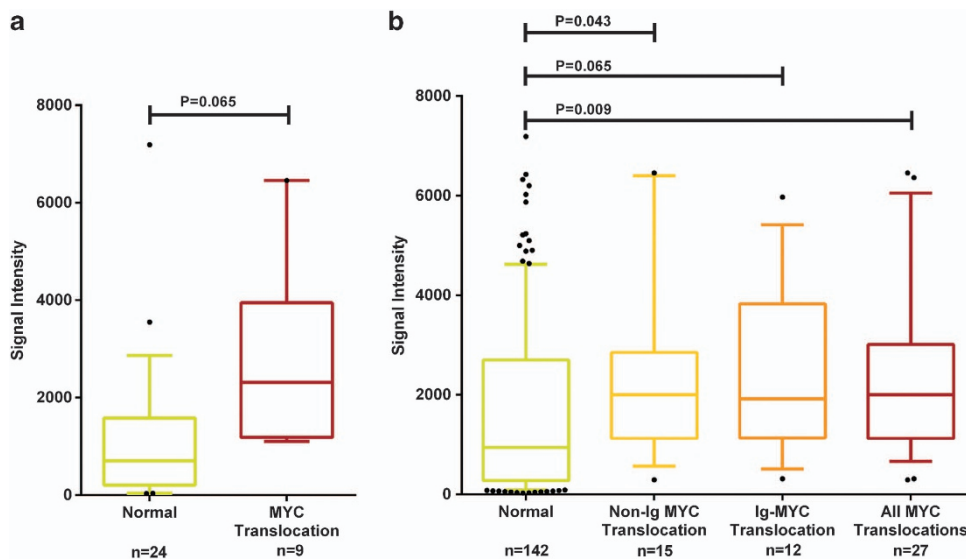 a
P=0.065
8000
6000
4000
2000
0
Signal Intensity
Normal
MYC
Translocation
n=24
n=9
b
P=0.043
P=0.065
P=0.009
8000
6000
4000
2000
0
Signal Intensity
Normal
Non-Ig MYC
Translocation
Ig-MYC
Translocation
All MYC
Translocations
n=142
n=15
n=12
n=27